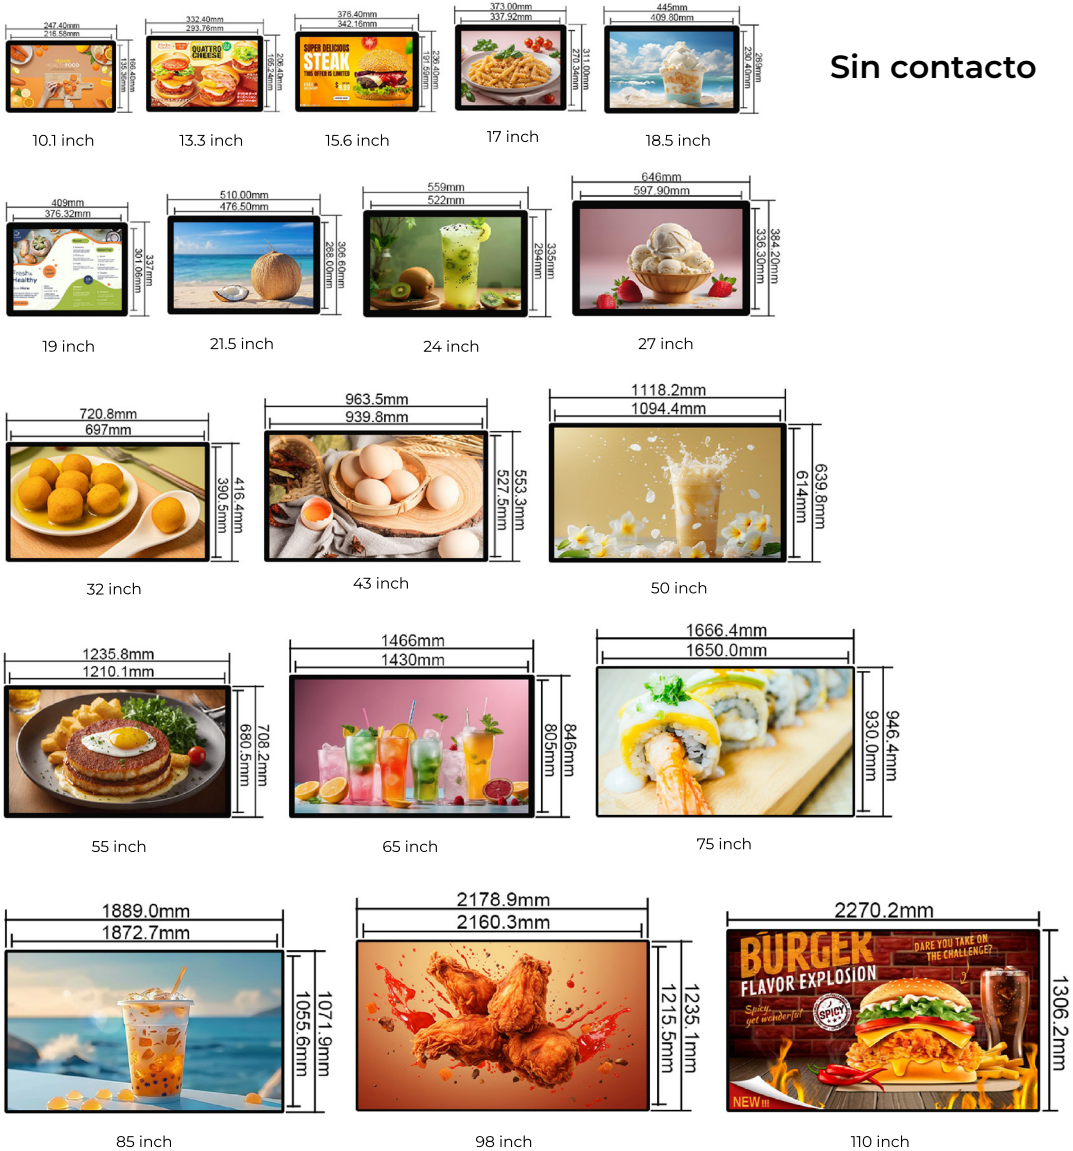 Sin contacto
247.40mm
216.58mm
166.40mm
135.36mm
10.1 inch
332.40mm
293.76mm
QUATTRO
CHEESE
206.40mm
165.24mm
13.3 inch
376.40mm
342.16mm
SUPER DELICIOUS
STEAK
THIS OFFER IS LIMITED
236.40mm
191.59mm
15.6 inch
373.00mm
337.92mm
311.00mm
270.34mm
17 inch
445mm
409.80mm
269mm
230.40mm
18.5 inch
409mm
376.32mm
Fresh&
Healthy
337mm
301.06mm
19 inch
510.00mm
476.50mm
306.60mm
268.00mm
21.5 inch
559mm
522mm
335mm
294mm
24 inch
646mm
597.90mm
384.20mm
336.30mm
27 inch
720.8mm
697mm
416.4mm
390.5mm
32 inch
963.5mm
939.8mm
553.3mm
527.5mm
43 inch
1118.2mm
1094.4mm
639.8mm
614mm
50 inch
1235.8mm
1210.1mm
708.2mm
680.5mm
55 inch
1466mm
1430mm
846mm
805mm
65 inch
1666.4mm
1650.0mm
946.4mm
930.0mm
75 inch
1889.0mm
1872.7mm
1071.9mm
1055.6mm
85 inch
2178.9mm
2160.3mm
1235.1mm
1215.5mm
98 inch
2270.2mm
BURGER
FLAVOR EXPLOSION
DARE YOU TAKE ON
THE CHALLENGE?
Spicy,
yet wonderful!
SPICY
NEW!!!
1306.2mm
110 inch